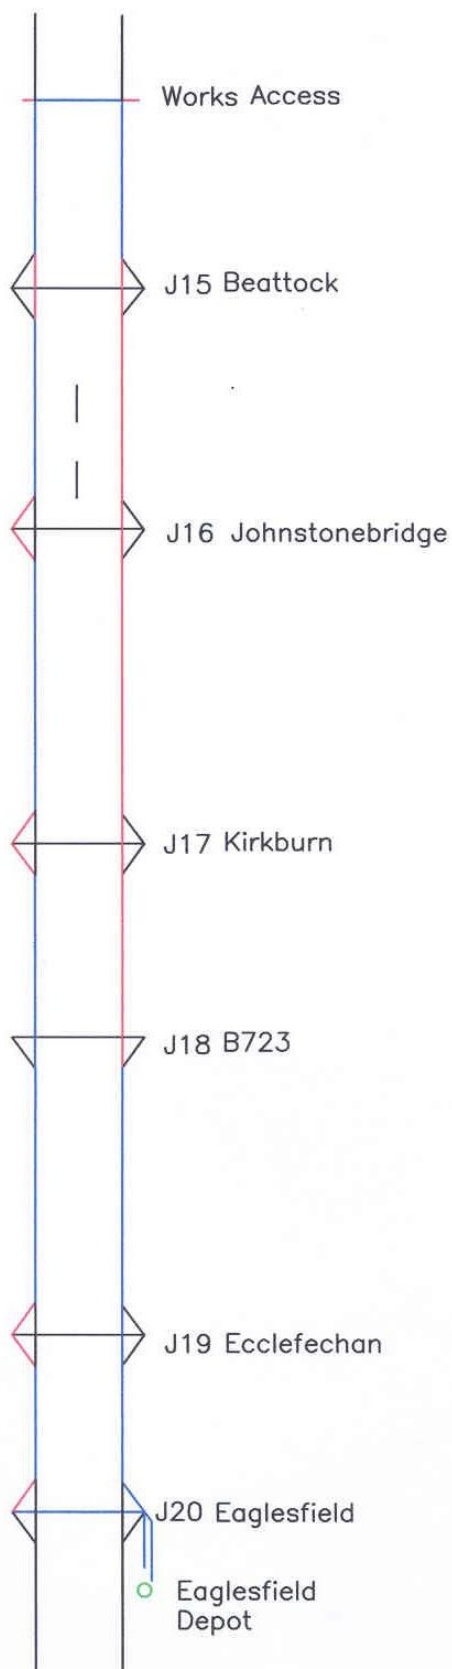 Works Access
J15 Beattock
J16 Johnstonebridge
J17 Kirkburn
J18 B723
J19 Ecclefechan
J20 Eaglesfield
Eaglesfield
Depot